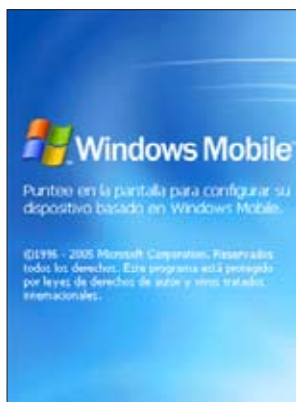 Windows Mobile
Puntee en la pantalla para configurar su
dispositivo basado en Windows Mobile.
©1996 - 2005 Microsoft Corporation. Reservados
todos los derechos. Este programa está protegido
por leyes de derechos de autor y otros tratados
internacionales.